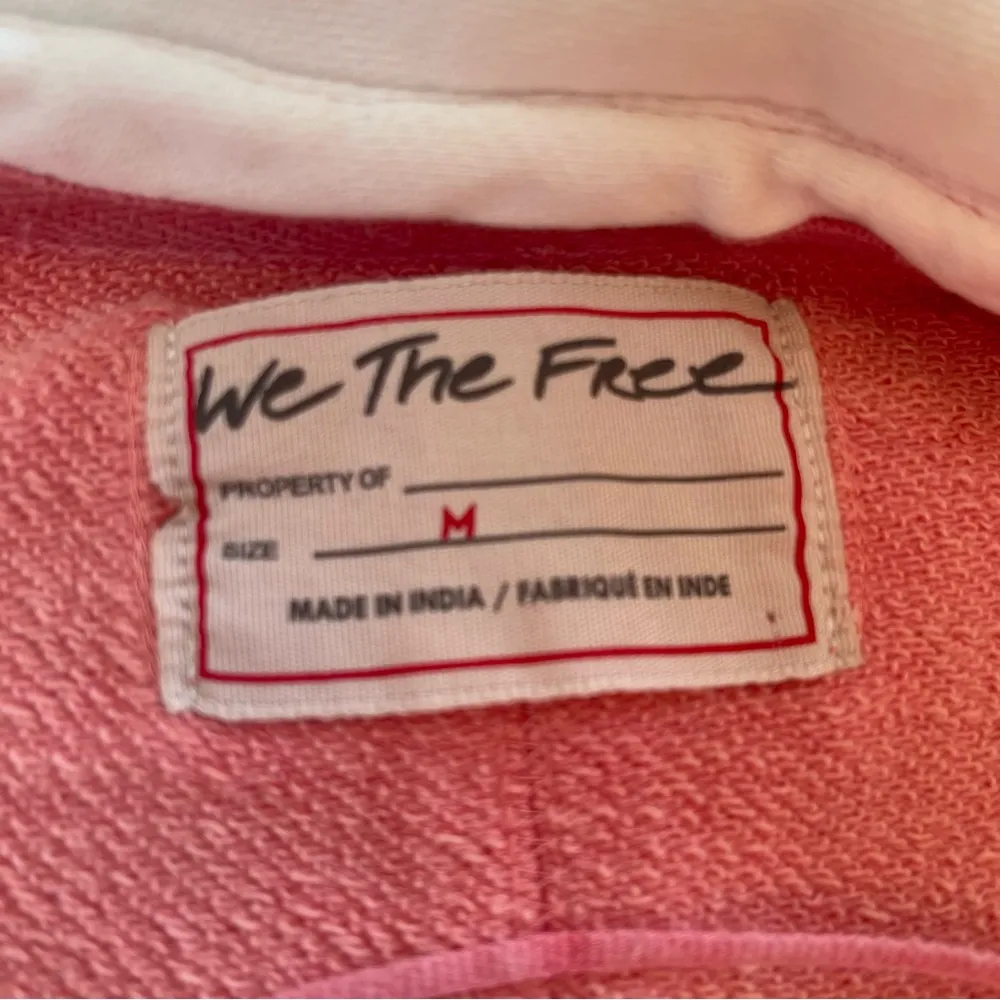 We The Free
PROPERTY OF
SIZE M
MADE IN INDIA / FABRIQUÉ EN INDE